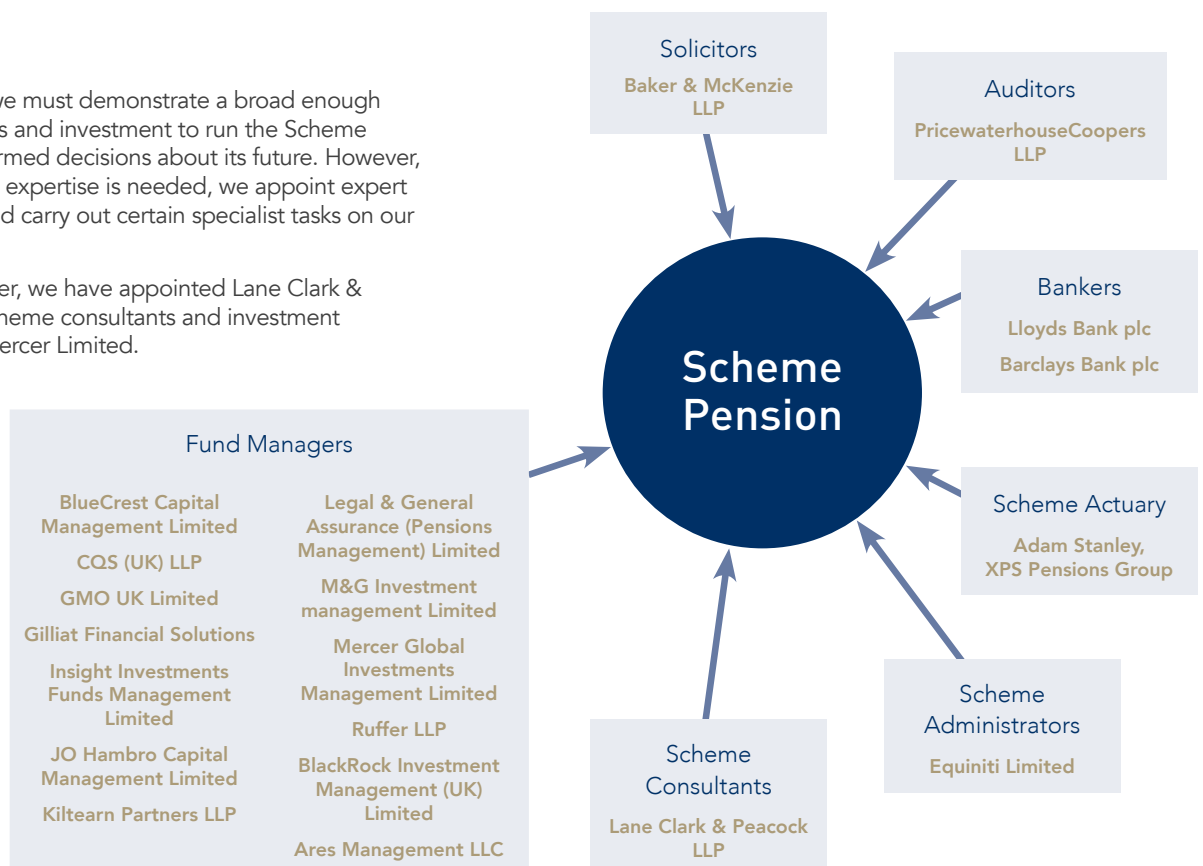 we must demonstrate a broad enough
s and investment to run the Scheme
rmed decisions about its future. However,
expertise is needed, we appoint expert
d carry out certain specialist tasks on our
er, we have appointed Lane Clark &
cheme consultants and investment
ercer Limited.
Solicitors
Baker & McKenzie
LLP
Auditors
PricewaterhouseCoopers
LLP
Bankers
Lloyds Bank plc
Barclays Bank plc
Scheme
Pension
Scheme Actuary
Adam Stanley,
XPS Pensions Group
Scheme
Administrators
Equiniti Limited
Scheme
Consultants
Lane Clark & Peacock
LLP
Fund Managers
BlueCrest Capital
Management Limited
CQS (UK) LLP
GMO UK Limited
Gilliat Financial Solutions
Insight Investments
Funds Management
Limited
JO Hambro Capital
Management Limited
Kiltearn Partners LLP
Legal & General
Assurance (Pensions
Management) Limited
M&G Investment
management Limited
Mercer Global
Investments
Management Limited
Ruffer LLP
BlackRock Investment
Management (UK)
Limited
Ares Management LLC